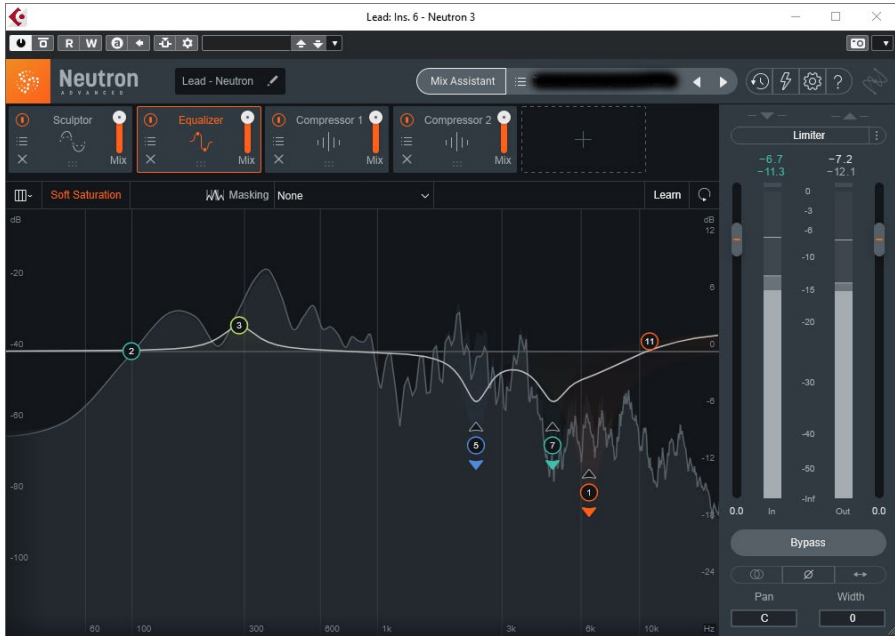 Lead: Ins. 6 - Neutron 3
R W a
Neutron
ADVANCED
Lead - Neutron
Mix Assistant
?
Sculptor
Mix
Equalizer
Mix
Compressor 1
Mix
Compressor 2
Mix
+
Limiter
-6.7 -7.2
-11.3 -12.1
Soft Saturation
Masking None
Learn
dB dB
12
-20
6
-40 0
-60 -6
-80 -12
-18
-100
-24
2 3 5 7 1 11
60 100 300 600 1k 3k 6k 10k Hz
0
-3
-6
-10
-15
-20
-30
-40
-50
-Inf
0.0 In Out 0.0
Bypass
Pan Width
C 0